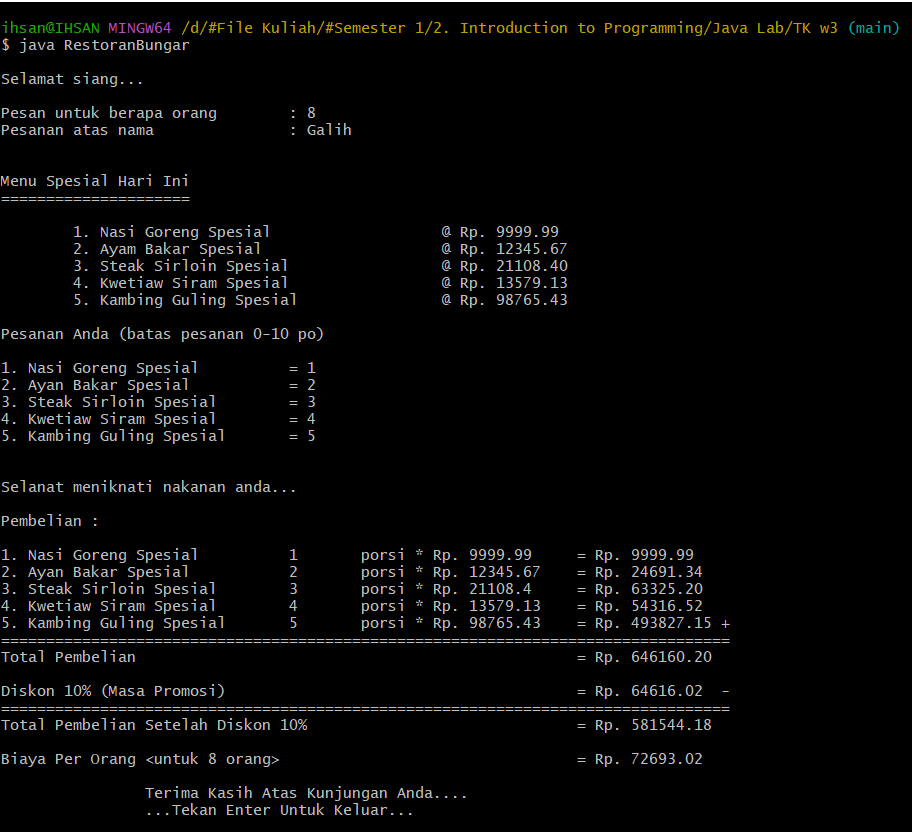 ihsan@IHSAN MINGW64 /d/#File Kuliah/#Semester 1/2. Introduction to Programming/Java Lab/TK w3 (main)
$ java RestoranBungar
Selamat siang...
Pesan untuk berapa orang : 8
Pesanan atas nama : Galih
Menu Spesial Hari Ini
=====================
1. Nasi Goreng Spesial @ Rp. 9999.99
2. Ayam Bakar Spesial @ Rp. 12345.67
3. Steak Sirloin Spesial @ Rp. 21108.40
4. Kwetiaw Siram Spesial @ Rp. 13579.13
5. Kambing Guling Spesial @ Rp. 98765.43
Pesanan Anda (batas pesanan 0-10 po)
1. Nasi Goreng Spesial = 1
2. Ayan Bakar Spesial = 2
3. Steak Sirloin Spesial = 3
4. Kwetiaw Siram Spesial = 4
5. Kambing Guling Spesial = 5
Selanat meniknati nakanan anda...
Pembelian :
1. Nasi Goreng Spesial 1 porsi * Rp. 9999.99 = Rp. 9999.99
2. Ayan Bakar Spesial 2 porsi * Rp. 12345.67 = Rp. 24691.34
3. Steak Sirloin Spesial 3 porsi * Rp. 21108.4 = Rp. 63325.20
4. Kwetiaw Siram Spesial 4 porsi * Rp. 13579.13 = Rp. 54316.52
5. Kambing Guling Spesial 5 porsi * Rp. 98765.43 = Rp. 493827.15 +
=================================================================================
Total Pembelian = Rp. 646160.20
Diskon 10% (Masa Promosi) = Rp. 64616.02 -
=================================================================================
Total Pembelian Setelah Diskon 10% = Rp. 581544.18
Biaya Per Orang <untuk 8 orang> = Rp. 72693.02
Terima Kasih Atas Kunjungan Anda....
...Tekan Enter Untuk Keluar...